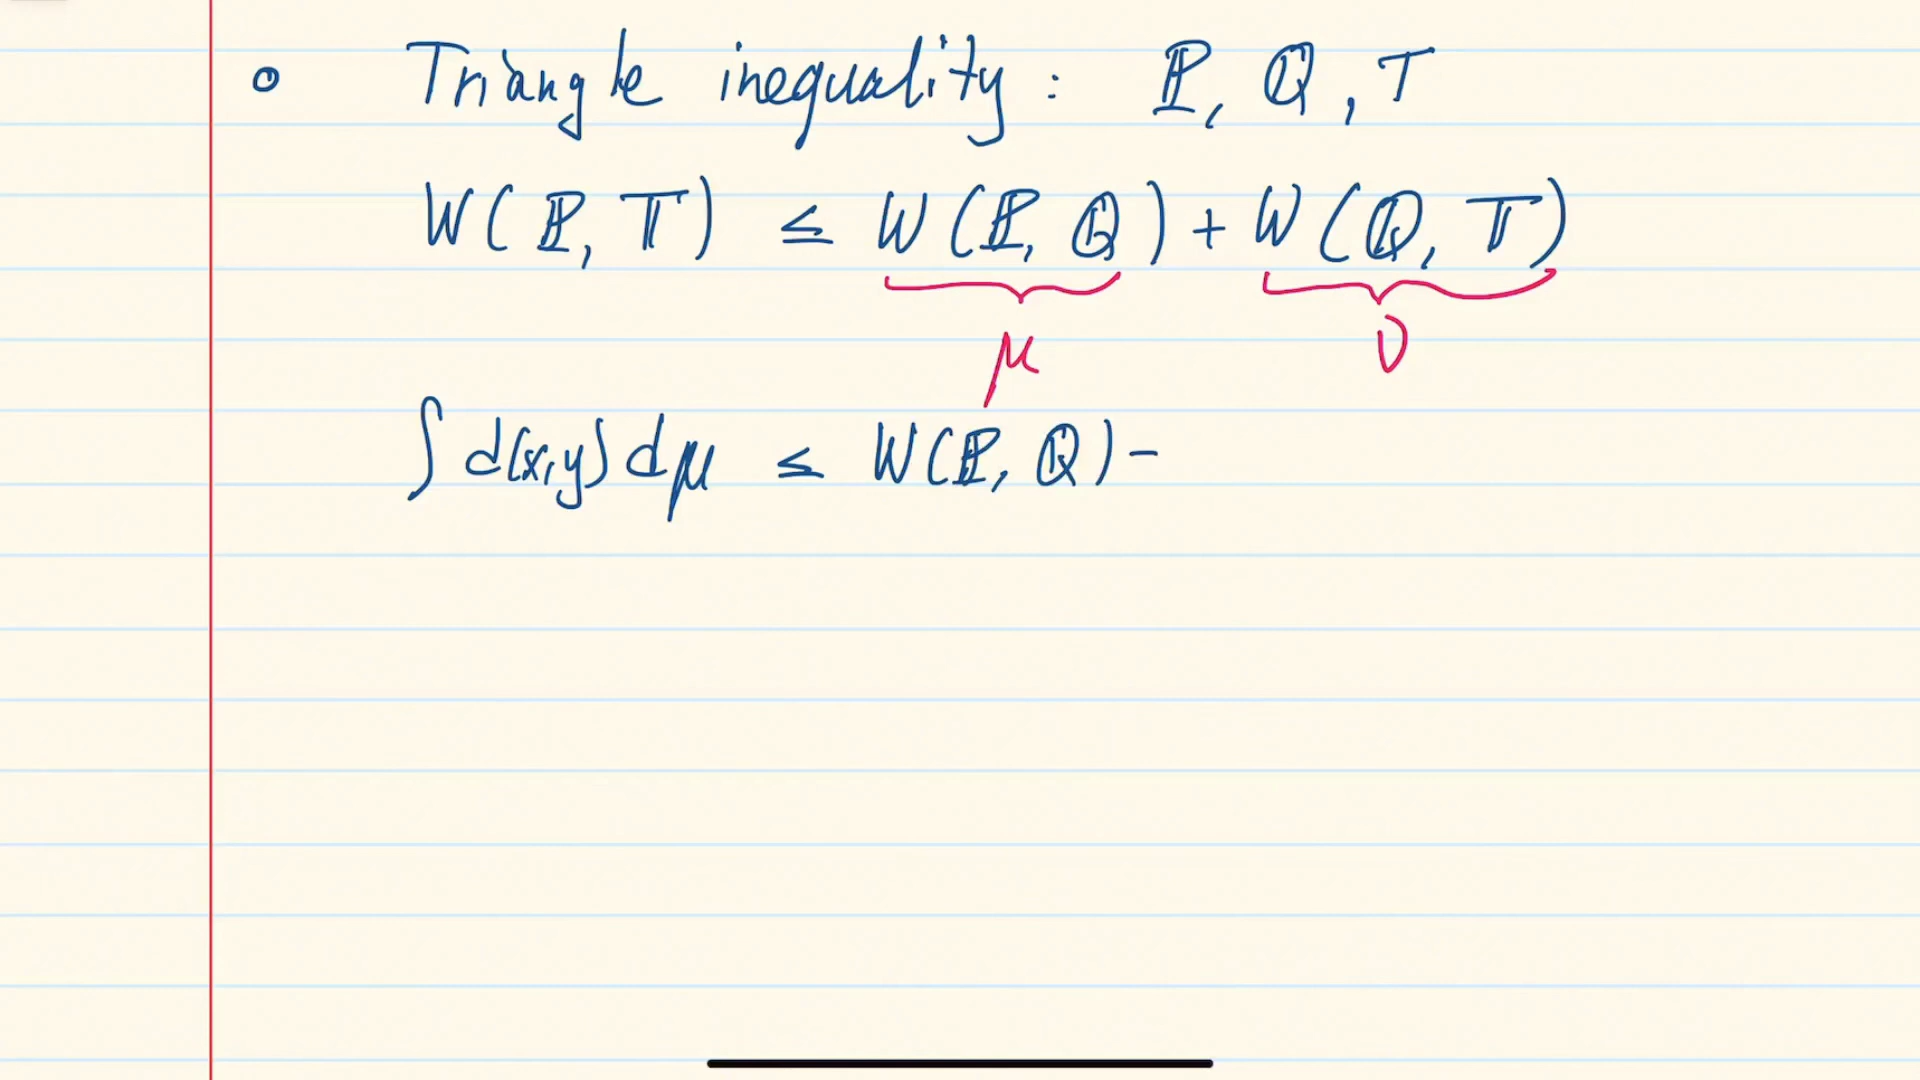 o Triangle inequality : ℙ, ℚ, T
W(ℙ, 𝕋) ≤ W(ℙ, ℚ) + W(ℚ, 𝕋)
μ ν
∫ d(x,y) dμ ≤ W(ℙ, ℚ) -